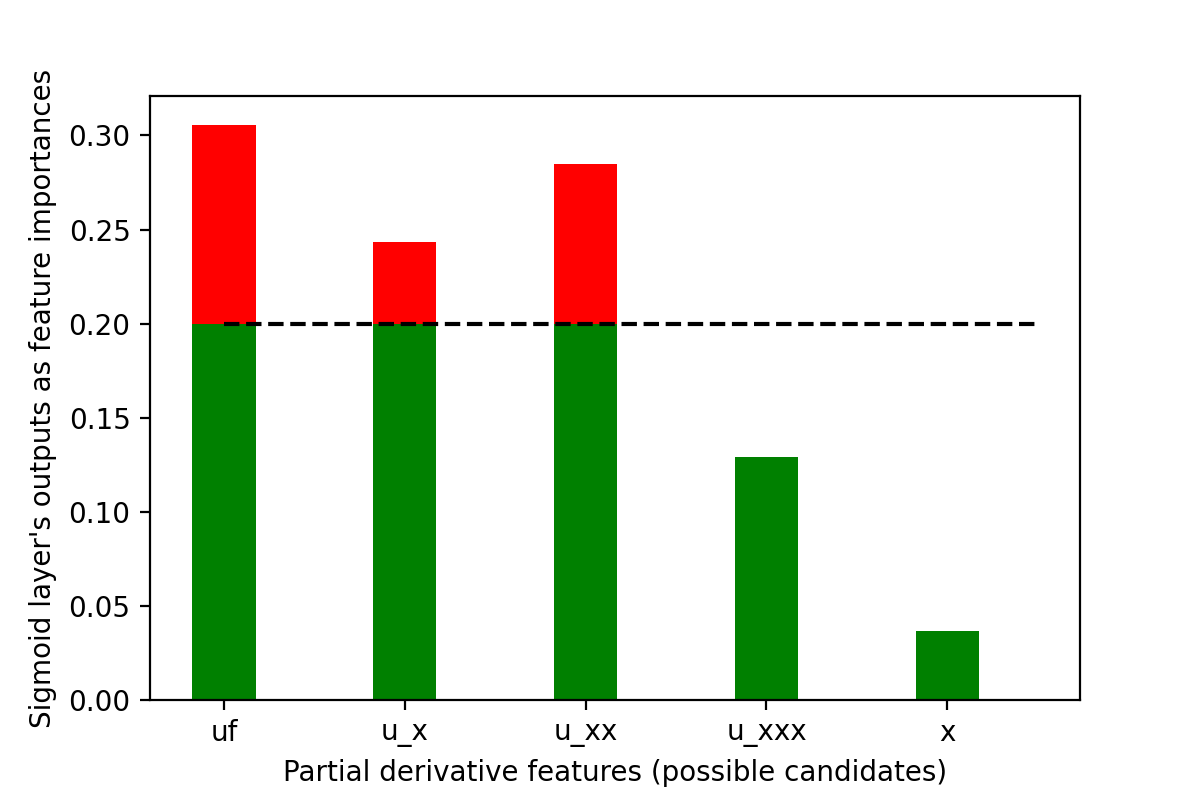 Sigmoid layer's outputs as feature importances
0.30
0.25
0.20
0.15
0.10
0.05
0.00
uf u_x u_xx u_xxx x
Partial derivative features (possible candidates)